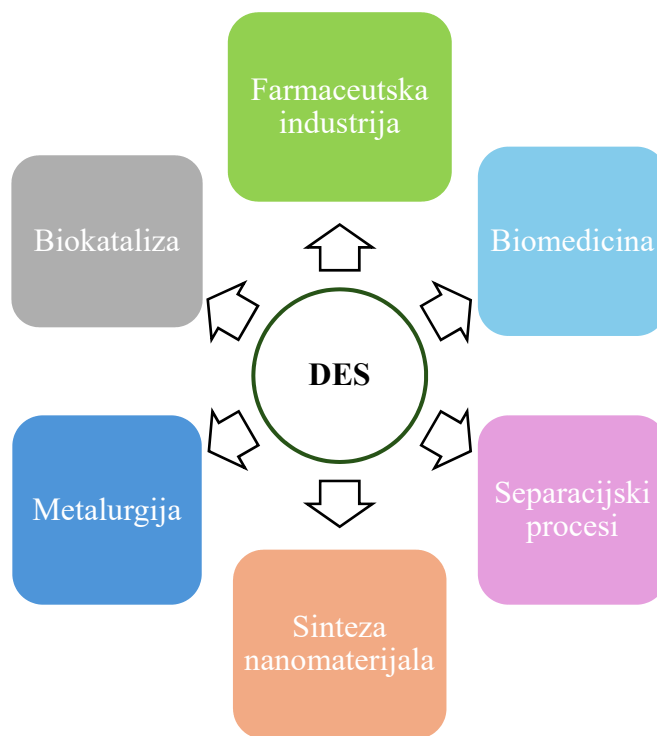 Farmaceutska
industrija
Biokataliza
Biomedicina
DES
Metalurgija
Separacijski
procesi
Sinteza
nanomaterijala